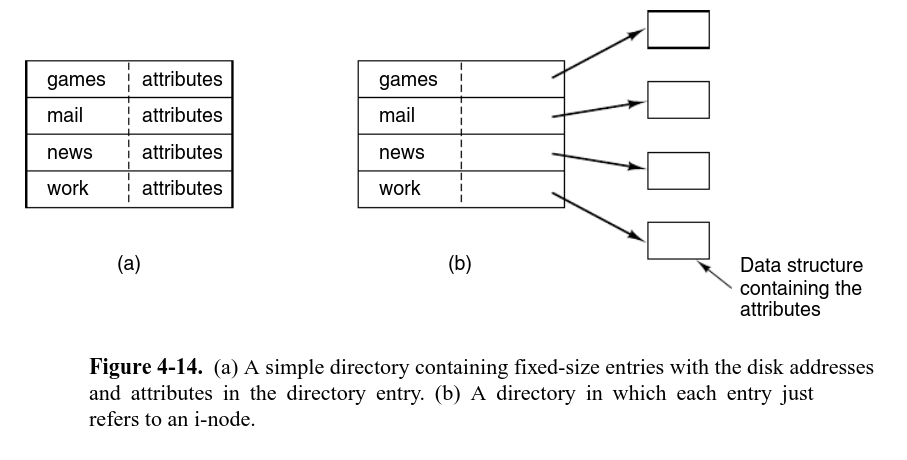 games attributes
mail attributes
news attributes
work attributes
(a)
games
mail
news
work
(b)
Data structure
containing the
attributes
Figure 4-14. (a) A simple directory containing fixed-size entries with the disk addresses
and attributes in the directory entry. (b) A directory in which each entry just
refers to an i-node.